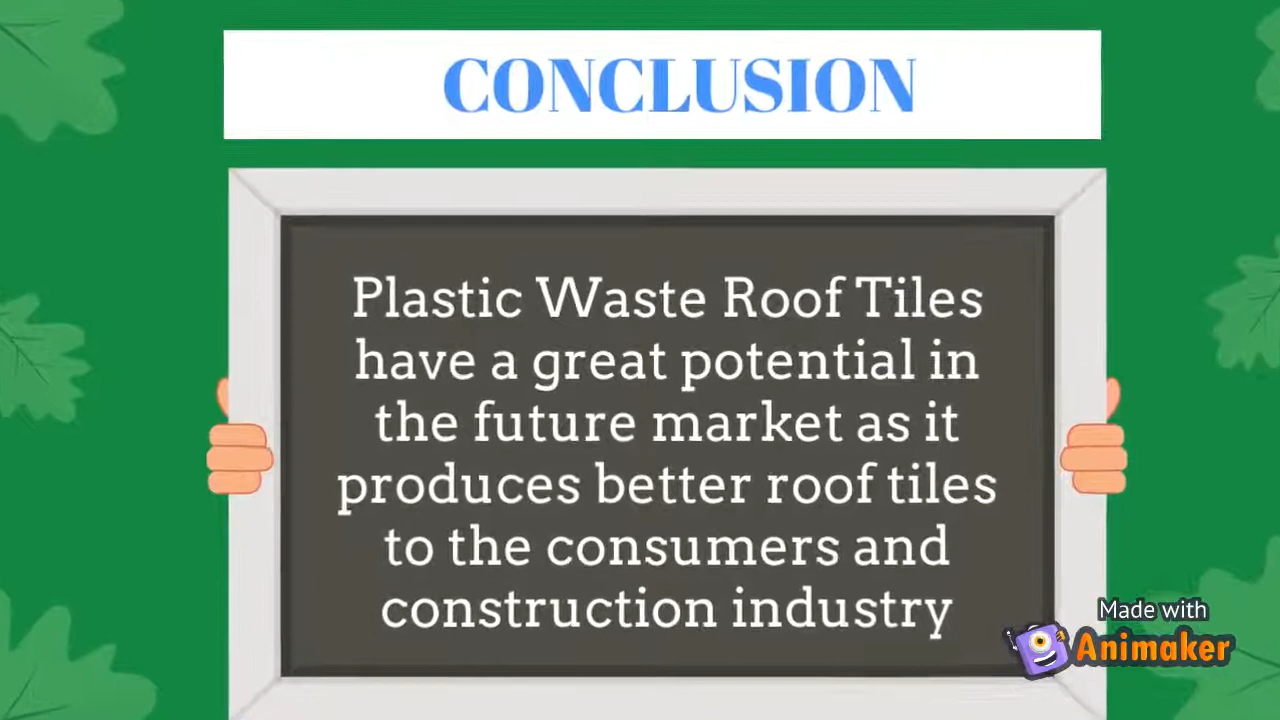 CONCLUSION
Plastic Waste Roof Tiles
have a great potential in
the future market as it
produces better roof tiles
to the consumers and
construction industry
Made with
Animaker